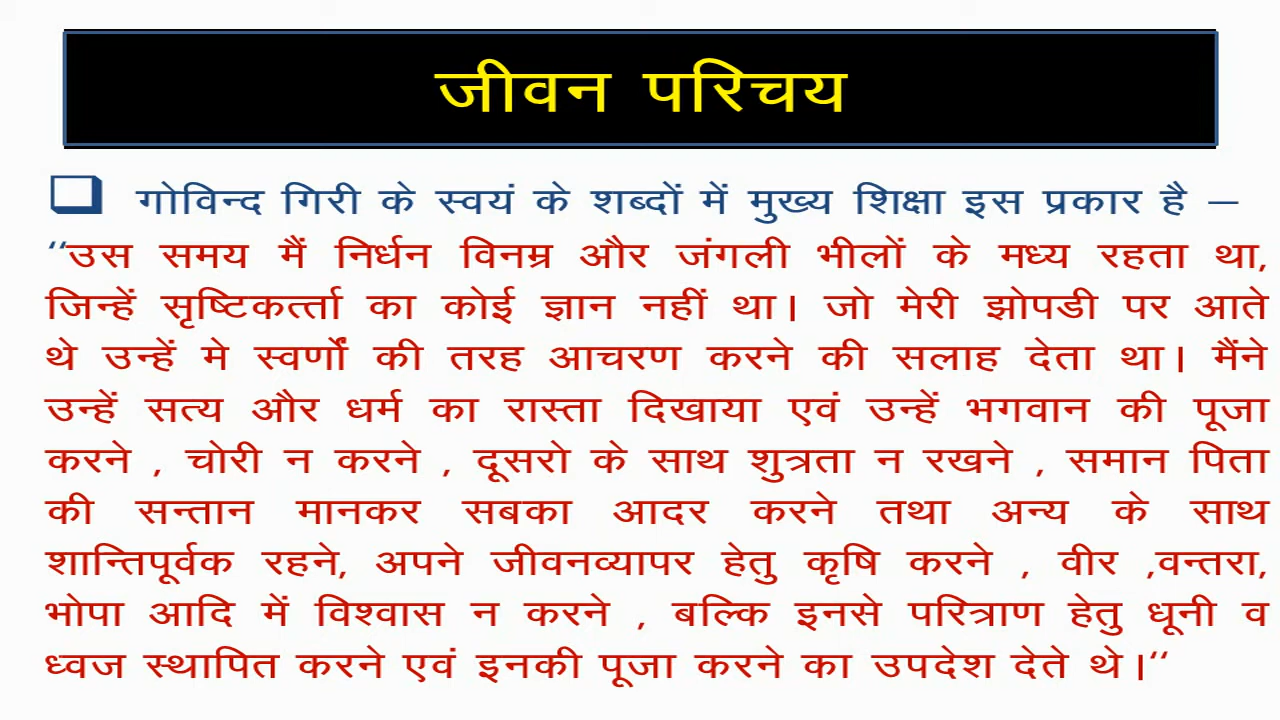 जीवन परिचय
❑ गोविन्द गिरी के स्वयं के शब्दों में मुख्य शिक्षा इस प्रकार है –
‘‘उस समय मैं निर्धन विनम्र और जंगली भीलों के मध्य रहता था,
जिन्हें सृष्टिकर्त्ता का कोई ज्ञान नहीं था। जो मेरी झोपडी पर आते
थे उन्हें मे स्वर्णों की तरह आचरण करने की सलाह देता था। मैंने
उन्हें सत्य और धर्म का रास्ता दिखाया एवं उन्हें भगवान की पूजा
करने , चोरी न करने , दूसरो के साथ शुत्रता न रखने , समान पिता
की सन्तान मानकर सबका आदर करने तथा अन्य के साथ
शान्तिपूर्वक रहने, अपने जीवनव्यापर हेतु कृषि करने , वीर ,वन्तरा,
भोपा आदि में विश्वास न करने , बल्कि इनसे परित्राण हेतु धूनी व
ध्वज स्थापित करने एवं इनकी पूजा करने का उपदेश देते थे।‘‘